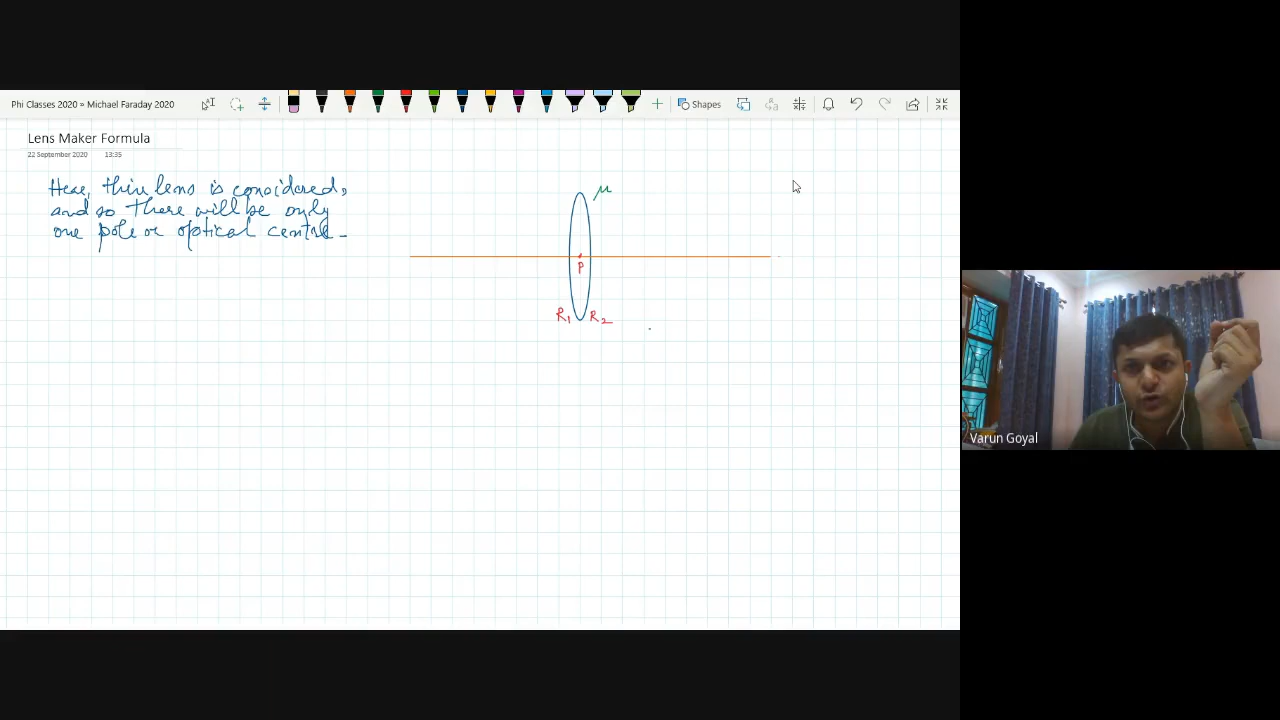 Phi Classes 2020 » Michael Faraday 2020
Shapes
Lens Maker Formula
22 September 2020 13:35
Here, thin lens is considered,
and so there will be only
one pole or optical centre.
μ
P
R1 R2
Varun Goyal